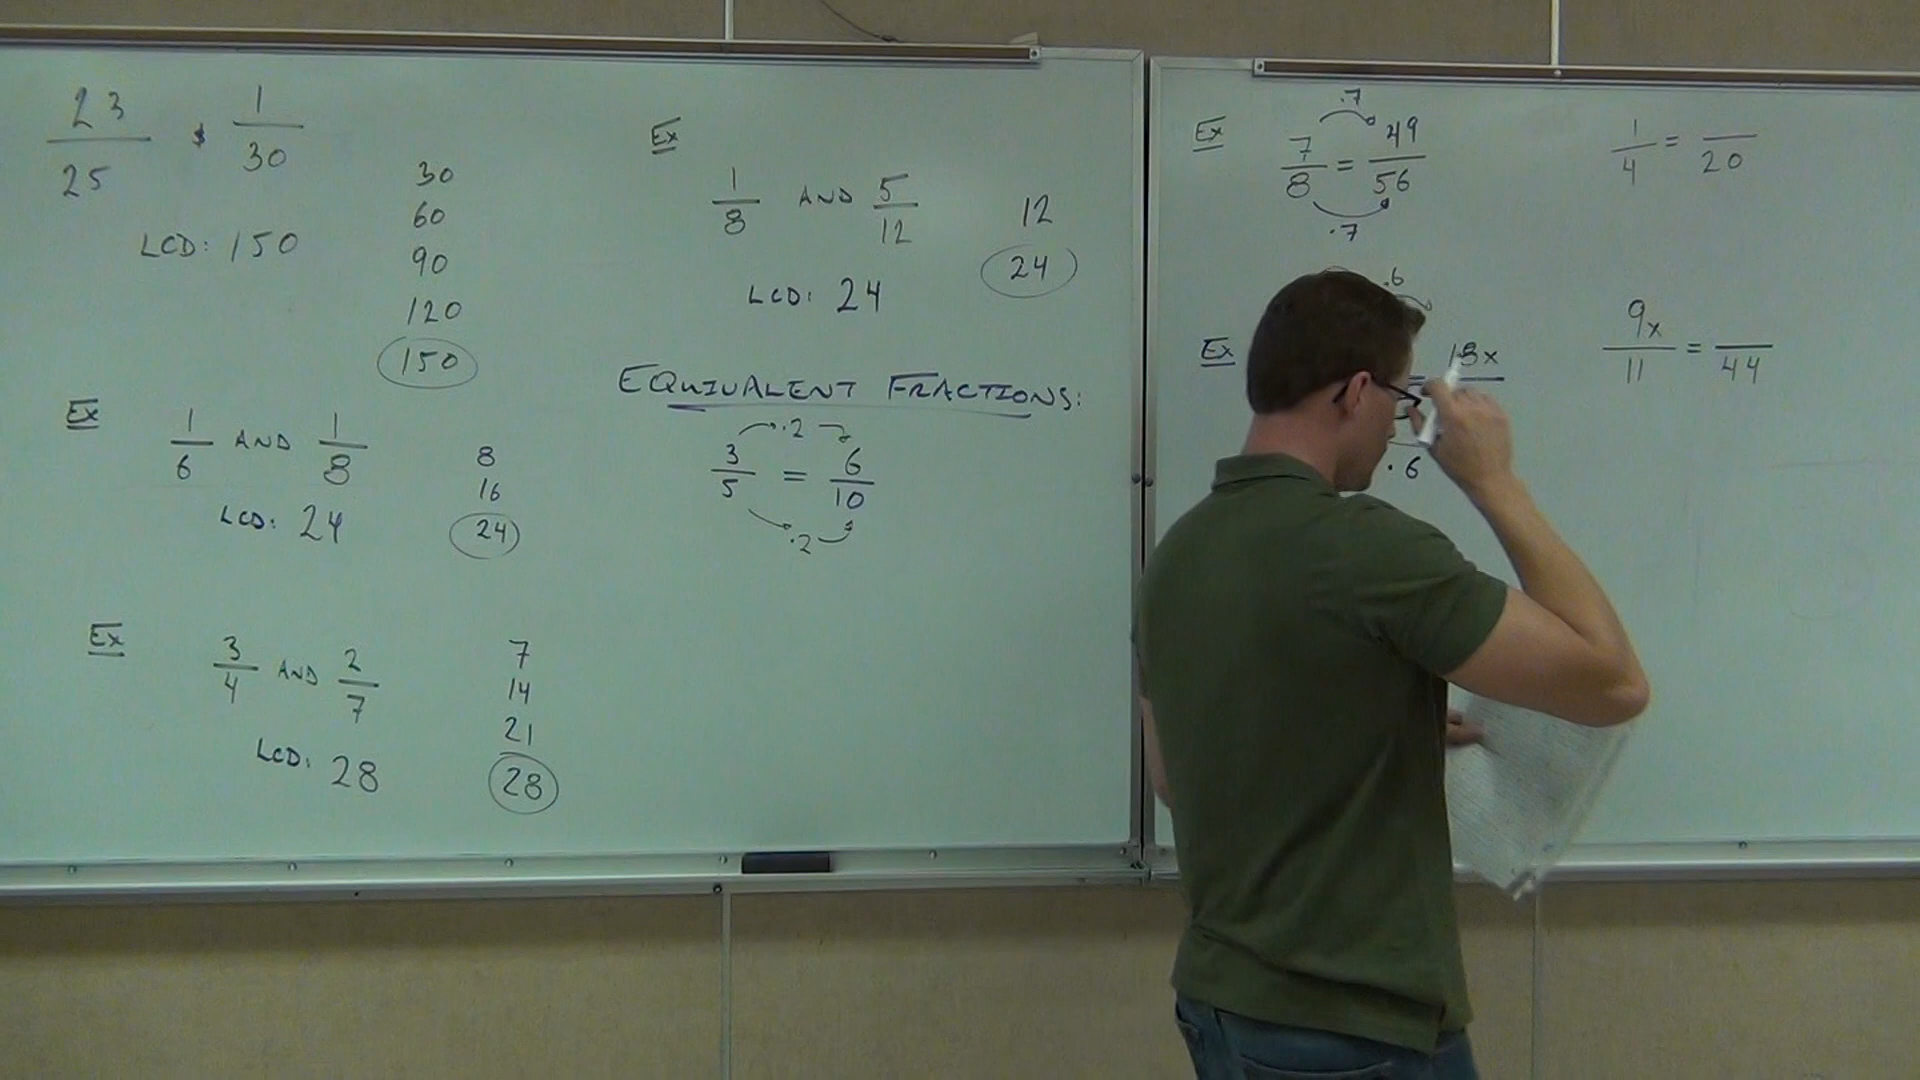 23/25 & 1/30
LCD: 150
30
60
90
120
150
Ex
1/6 AND 1/8
LCD: 24
8
16
24
Ex
3/4 AND 2/7
LCD: 28
7
14
21
28
Ex
1/8 AND 5/12
LCD: 24
12
24
EQUIVALENT FRACTIONS:
·2
3/5 = 6/10
·2
Ex
·7
7/8 = 49/56
·7
1/4 = /20
Ex
·6
= 18x
·6
9x/11 = /44